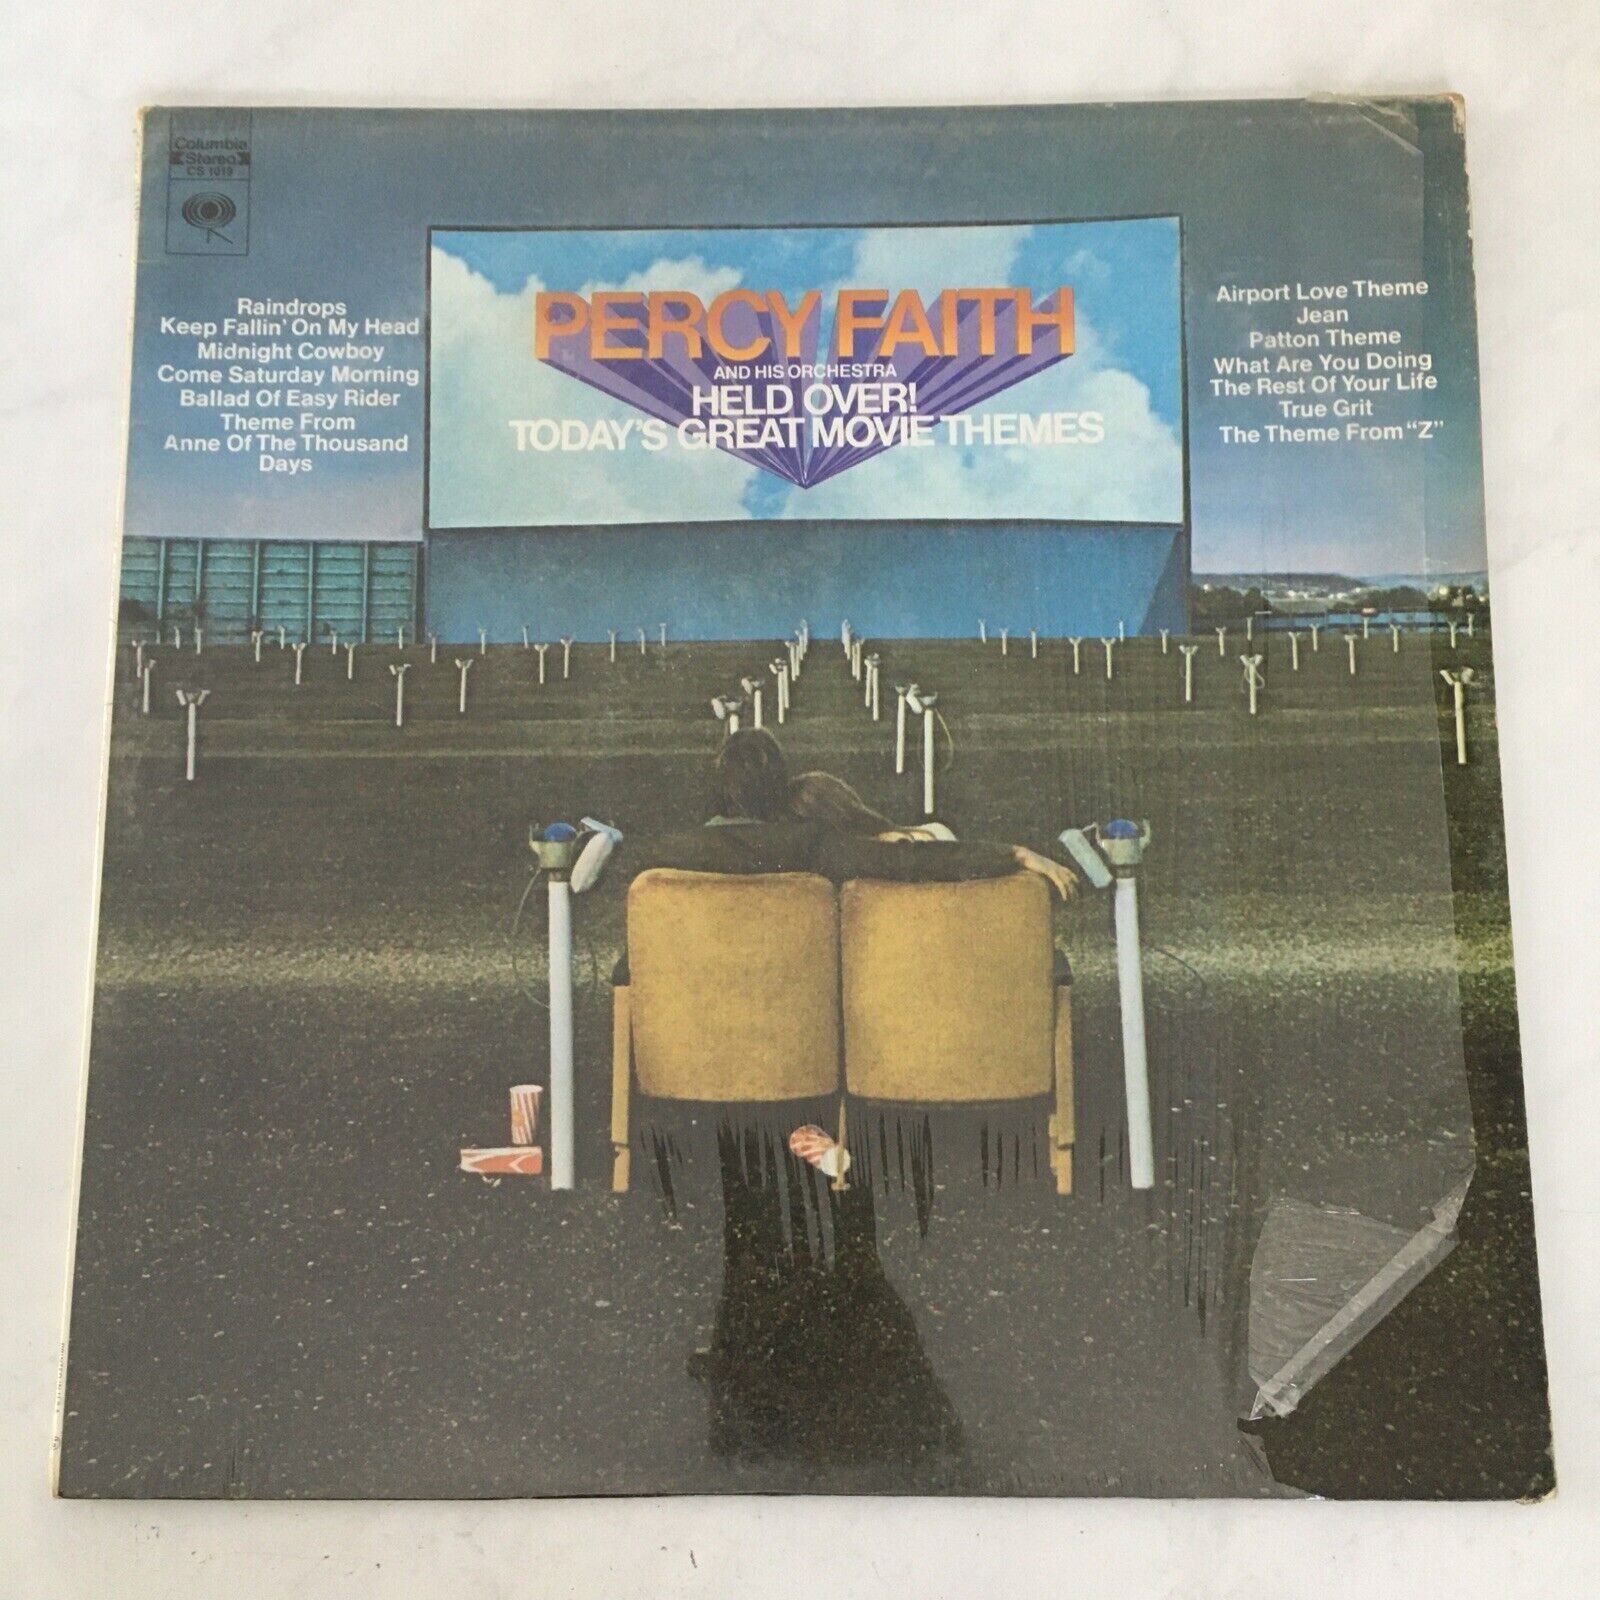 Columbia
Stereo
CS 1019
Raindrops
Keep Fallin' On My Head
Midnight Cowboy
Come Saturday Morning
Ballad Of Easy Rider
Theme From
Anne Of The Thousand
Days
PERCY FAITH
AND HIS ORCHESTRA
HELD OVER!
TODAY'S GREAT MOVIE THEMES
Airport Love Theme
Jean
Patton Theme
What Are You Doing
The Rest Of Your Life
True Grit
The Theme From "Z"